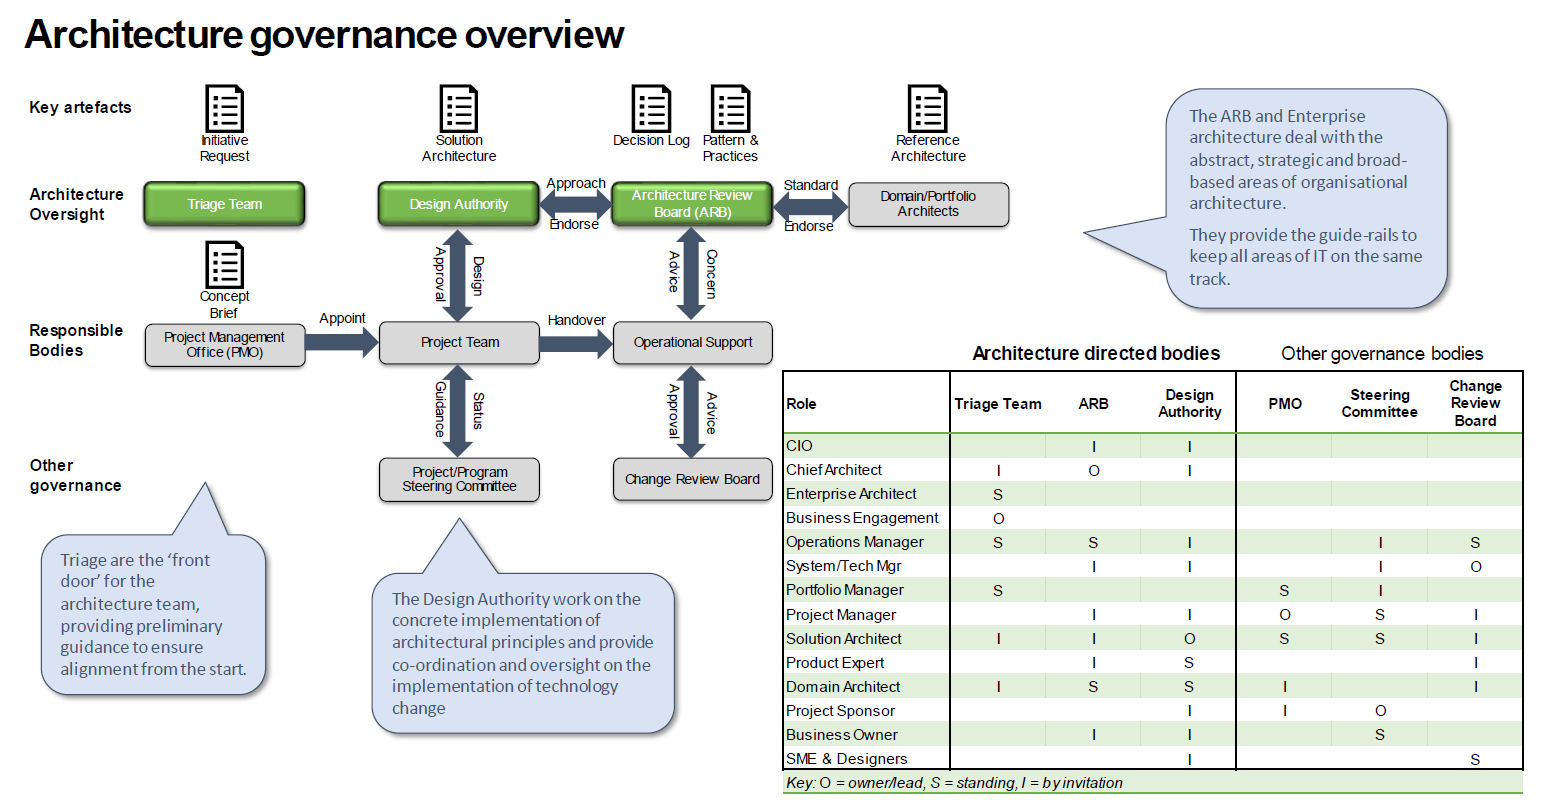 Architecture governance overview
Key artefacts
Initiative
Request
Solution
Architecture
Decision Log
Pattern &
Practices
Reference
Architecture
Architecture
Oversight
Triage Team
Design Authority
Approach
Endorse
Architecture Review
Board (ARB)
Standard
Endorse
Domain/Portfolio
Architects
Concept
Brief
Approval
Design
Advice
Concern
Responsible
Bodies
Project Management
Office (PMO)
Appoint
Project Team
Handover
Operational Support
Guidance
Status
Approval
Advice
Other
governance
Project/Program
Steering Committee
Change Review Board
Triage are the ‘front
door’ for the
architecture team,
providing preliminary
guidance to ensure
alignment from the start.
The Design Authority work on the
concrete implementation of
architectural principles and provide
co-ordination and oversight on the
implementation of technology
change
The ARB and Enterprise
architecture deal with the
abstract, strategic and broad-
based areas of organisational
architecture.
They provide the guide-rails to
keep all areas of IT on the same
track.
Architecture directed bodies Other governance bodies
Role Triage Team ARB Design Authority PMO Steering Committee Change Review Board
CIO I I
Chief Architect I O I
Enterprise Architect S
Business Engagement O
Operations Manager S S I I S
System/Tech Mgr I I I O
Portfolio Manager S S I
Project Manager I I O S I
Solution Architect I I O S S I
Product Expert I S I
Domain Architect I S S I I
Project Sponsor I I O
Business Owner I I S
SME & Designers I S
Key: O = owner/lead, S = standing, I = by invitation